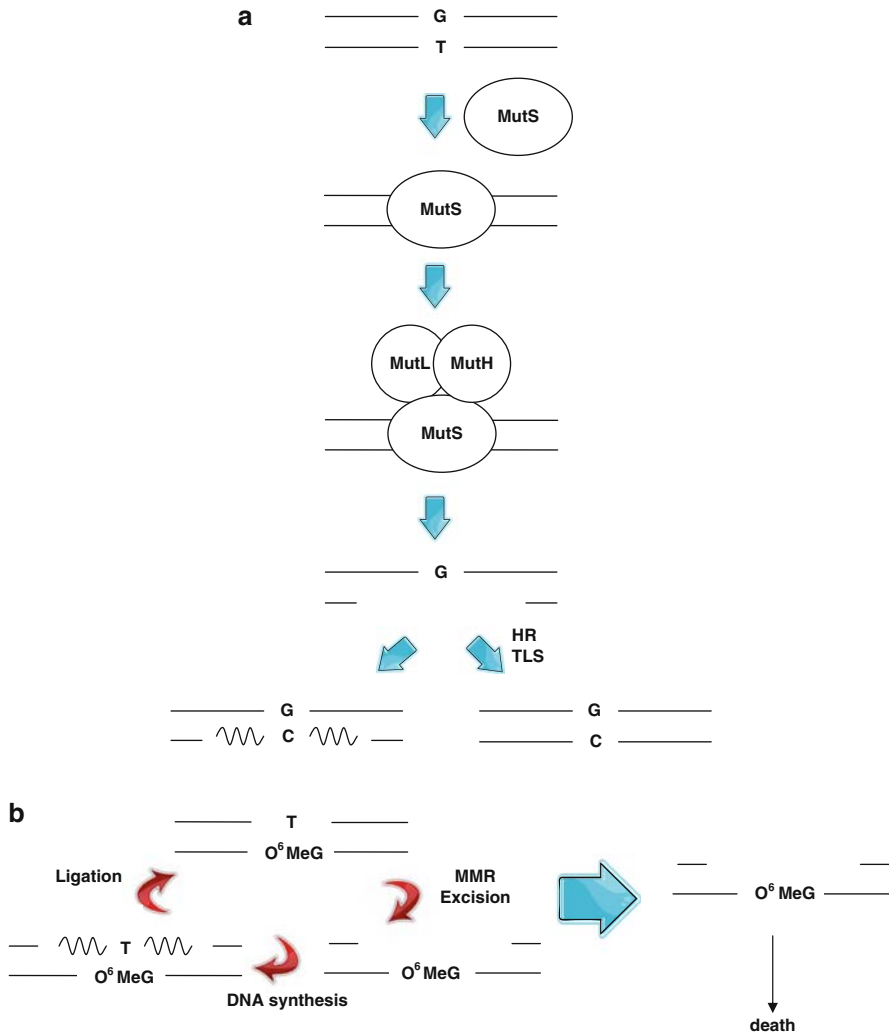 a
G
T
MutS
MutS
MutL MutH
MutS
G
HR
TLS
G
C
G
C
b
T
O⁶MeG
Ligation
MMR
Excision
O⁶MeG
T
O⁶MeG
O⁶MeG
DNA synthesis
death